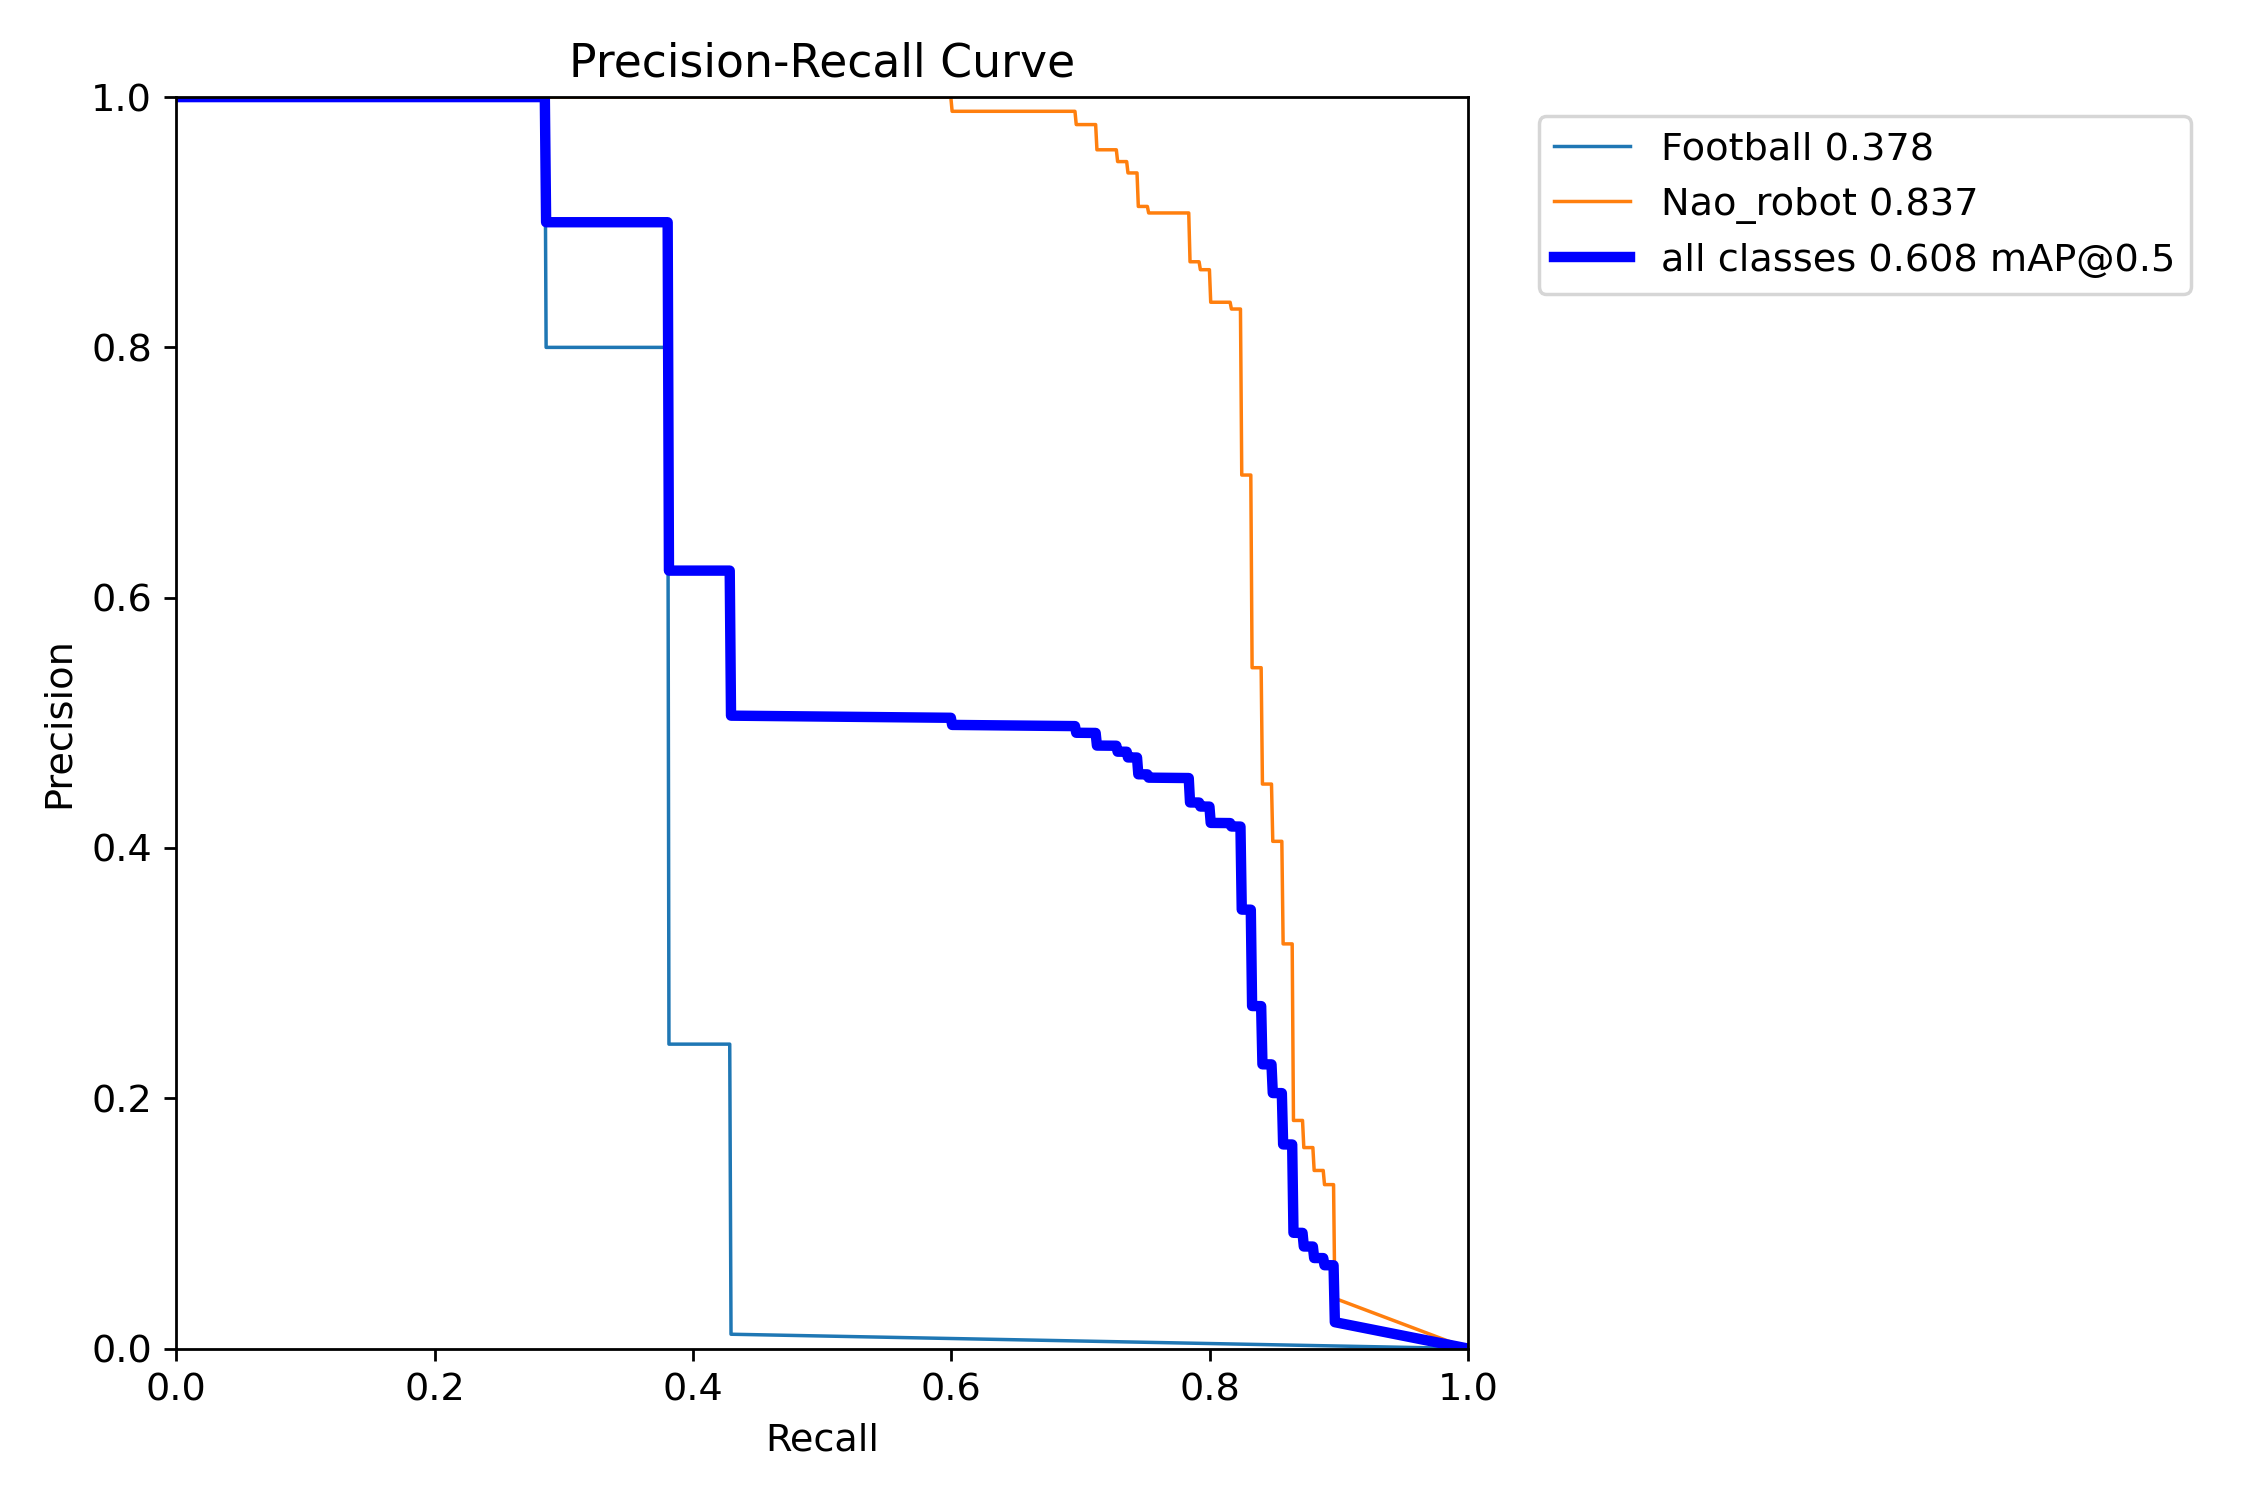 Precision-Recall Curve
1.0
0.8
0.6
0.4
0.2
0.0
Precision
0.0 0.2 0.4 0.6 0.8 1.0
Recall
Football 0.378
Nao_robot 0.837
all classes 0.608 mAP@0.5